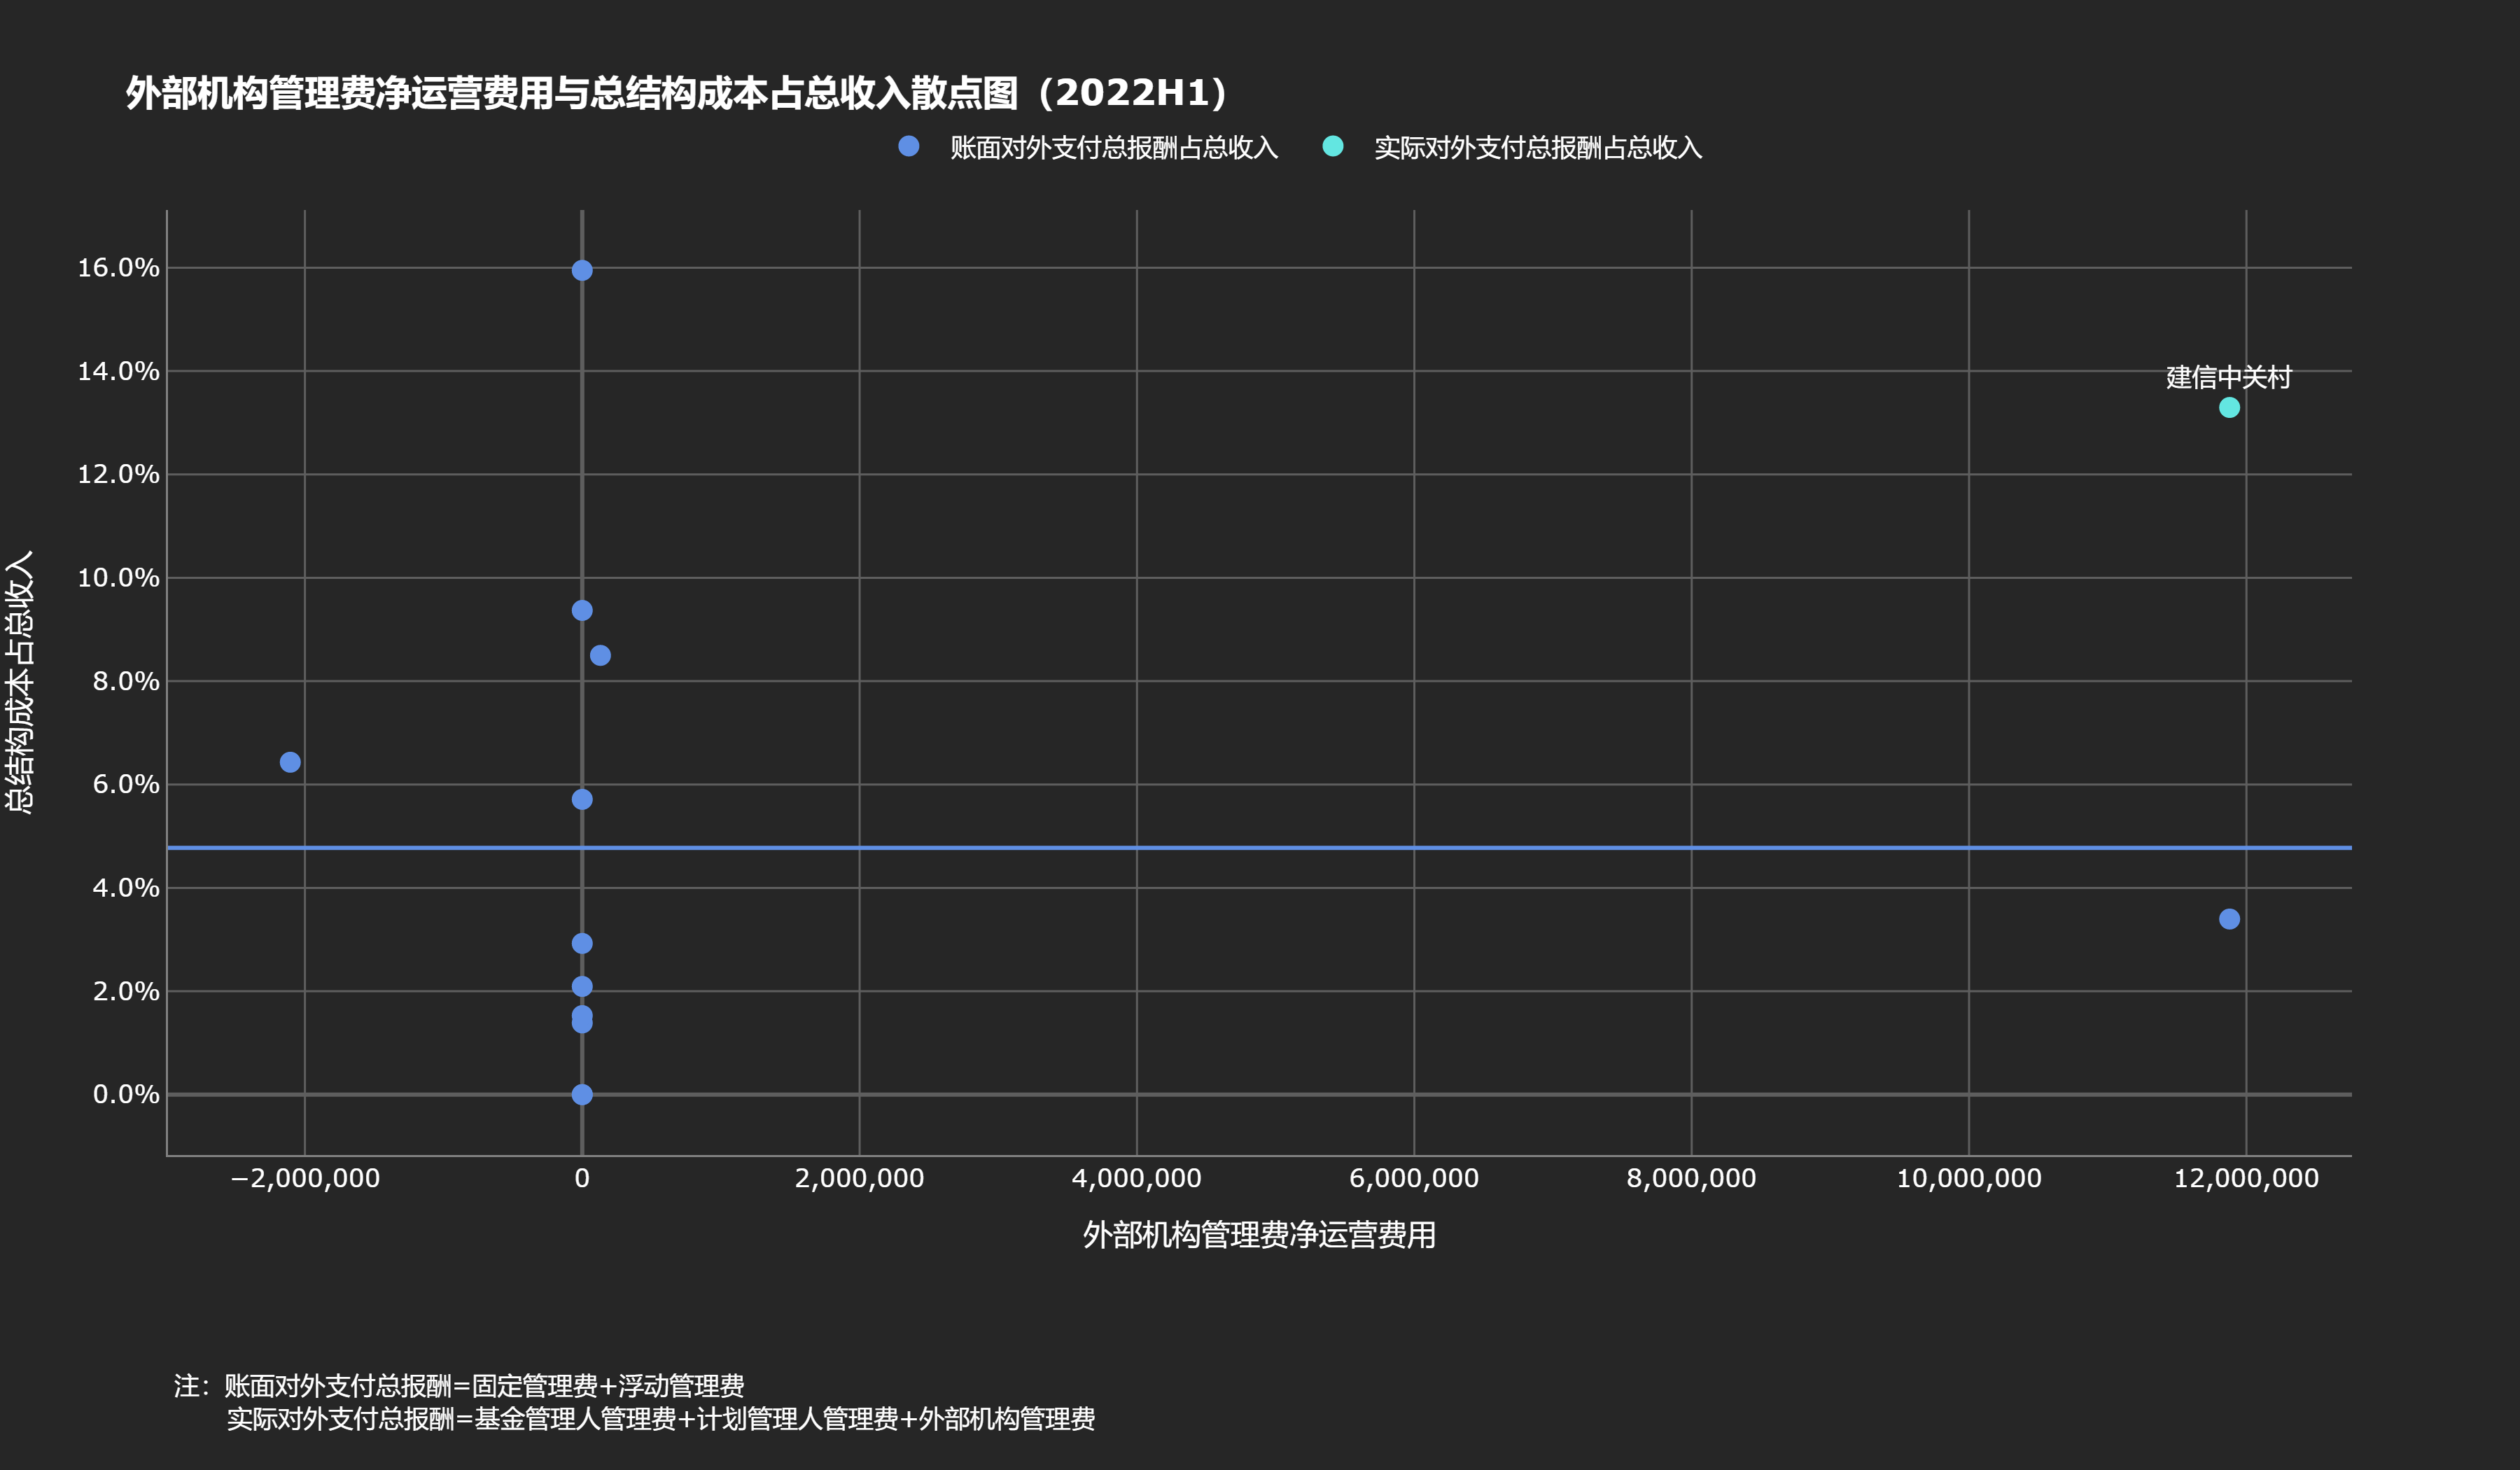 外部机构管理费净运营费用与总结构成本占总收入散点图（2022H1）
账面对外支付总报酬占总收入
实际对外支付总报酬占总收入
总结构成本占总收入
16.0%
14.0%
12.0%
10.0%
8.0%
6.0%
4.0%
2.0%
0.0%
建信中关村
−2,000,000
0
2,000,000
4,000,000
6,000,000
8,000,000
10,000,000
12,000,000
外部机构管理费净运营费用
注：账面对外支付总报酬=固定管理费+浮动管理费
实际对外支付总报酬=基金管理人管理费+计划管理人管理费+外部机构管理费